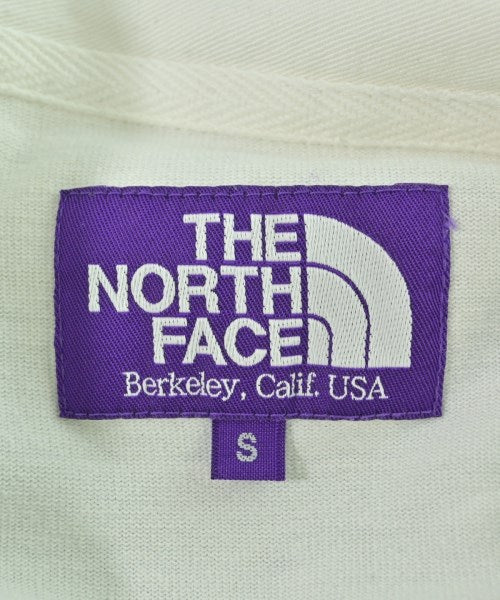 THE
NORTH
FACE
Berkeley, Calif. USA
S